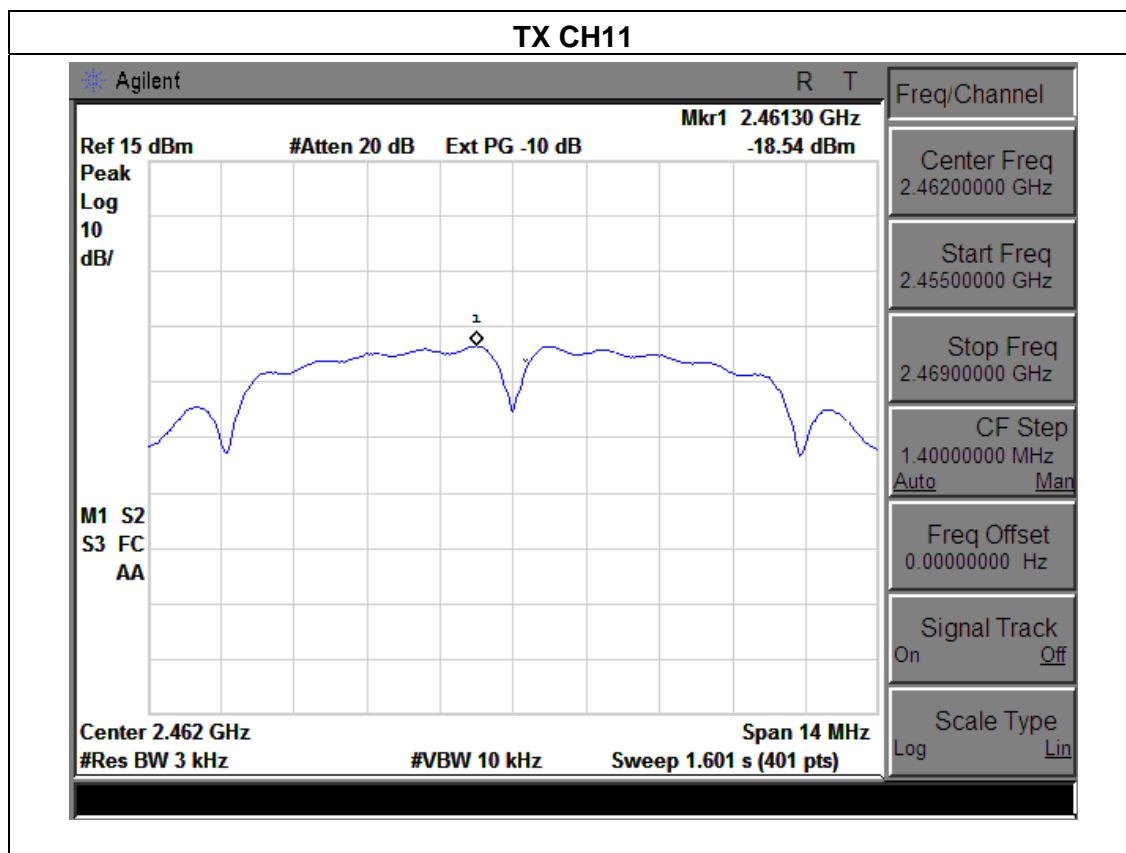 TX CH11
Agilent R T
Mkr1 2.46130 GHz
Ref 15 dBm #Atten 20 dB Ext PG -10 dB -18.54 dBm
Peak
Log
10
dB/
1
M1 S2
S3 FC
AA
Center 2.462 GHz Span 14 MHz
#Res BW 3 kHz #VBW 10 kHz Sweep 1.601 s (401 pts)
Freq/Channel
Center Freq
2.46200000 GHz
Start Freq
2.45500000 GHz
Stop Freq
2.46900000 GHz
CF Step
1.40000000 MHz
Auto Man
Freq Offset
0.00000000 Hz
Signal Track
On Off
Scale Type
Log Lin